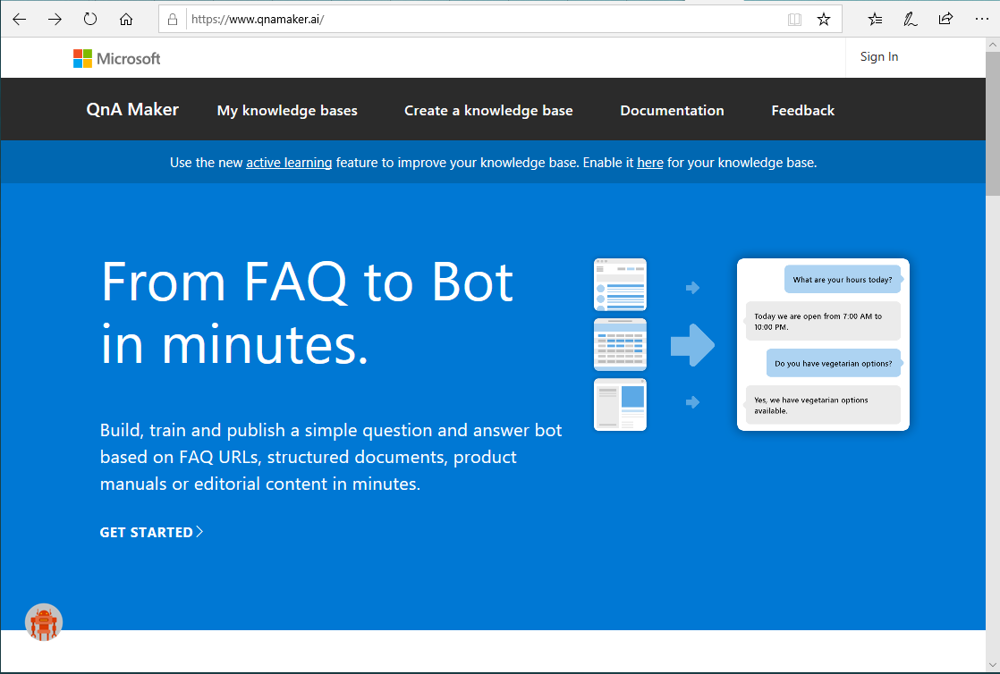 https://www.qnamaker.ai/
Microsoft
Sign In
QnA Maker
My knowledge bases
Create a knowledge base
Documentation
Feedback
Use the new active learning feature to improve your knowledge base. Enable it here for your knowledge base.
From FAQ to Bot
in minutes.
Build, train and publish a simple question and answer bot
based on FAQ URLs, structured documents, product
manuals or editorial content in minutes.
GET STARTED
What are your hours today?
Today we are open from 7:00 AM to
10:00 PM.
Do you have vegetarian options?
Yes, we have vegetarian options
available.